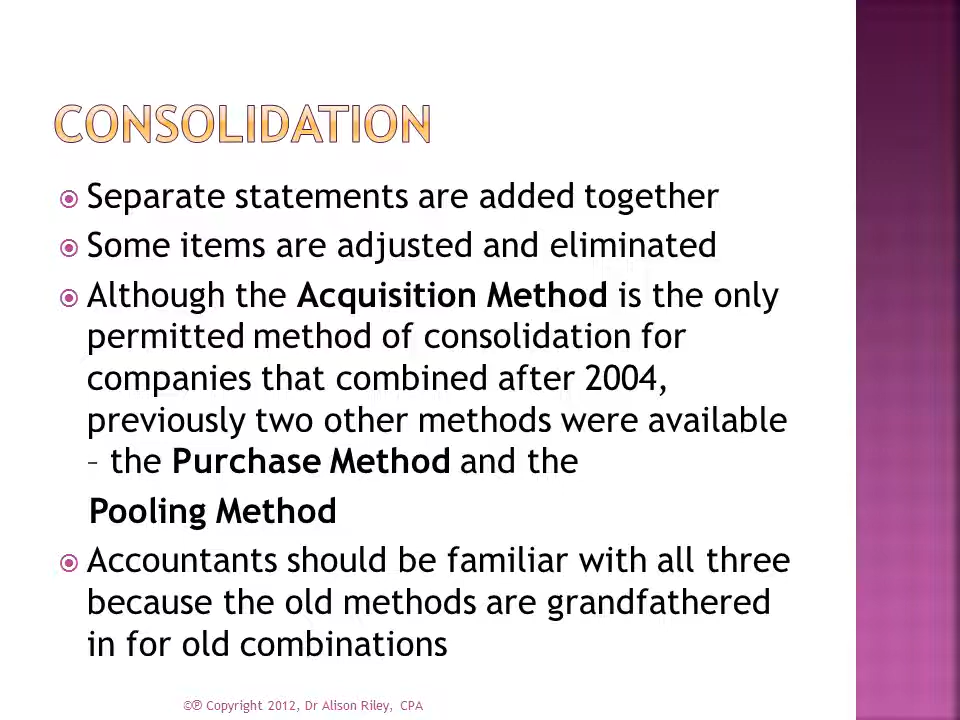 CONSOLIDATION
Separate statements are added together
Some items are adjusted and eliminated
Although the Acquisition Method is the only
permitted method of consolidation for
companies that combined after 2004,
previously two other methods were available
– the Purchase Method and the
Pooling Method
Accountants should be familiar with all three
because the old methods are grandfathered
in for old combinations
©℗ Copyright 2012, Dr Alison Riley, CPA